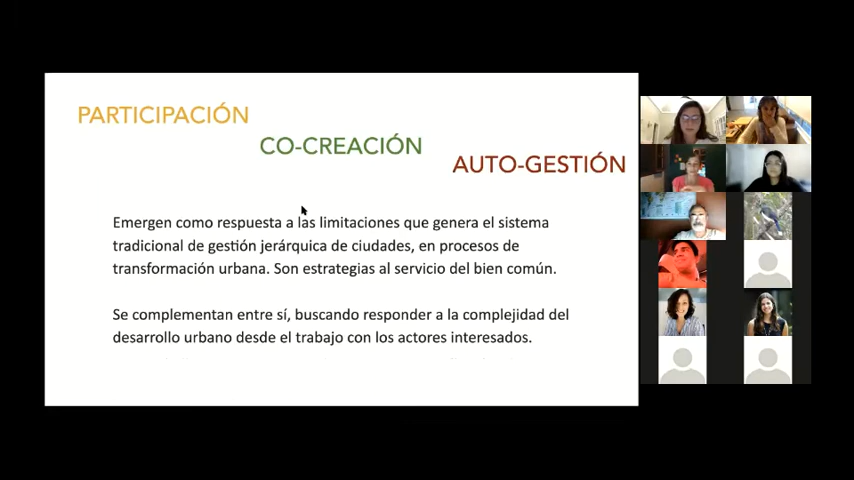 PARTICIPACIÓN
CO-CREACIÓN
AUTO-GESTIÓN
Emergen como respuesta a las limitaciones que genera el sistema
tradicional de gestión jerárquica de ciudades, en procesos de
transformación urbana. Son estrategias al servicio del bien común.
Se complementan entre sí, buscando responder a la complejidad del
desarrollo urbano desde el trabajo con los actores interesados.